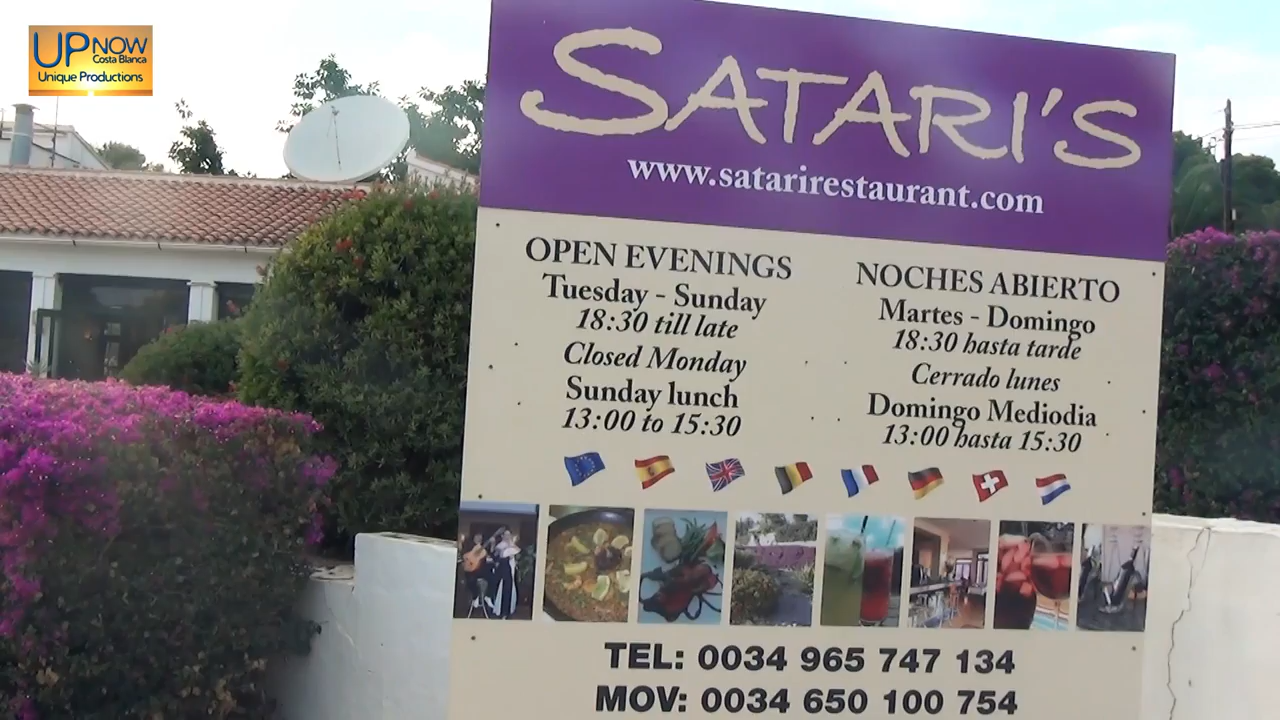 UP NOW
Costa Blanca
Unique Productions
SATARI'S
www.satarirestaurant.com
OPEN EVENINGS
Tuesday - Sunday
18:30 till late
Closed Monday
Sunday lunch
13:00 to 15:30
NOCHES ABIERTO
Martes - Domingo
18:30 hasta tarde
Cerrado lunes
Domingo Mediodia
13:00 hasta 15:30
TEL: 0034 965 747 134
MOV: 0034 650 100 754